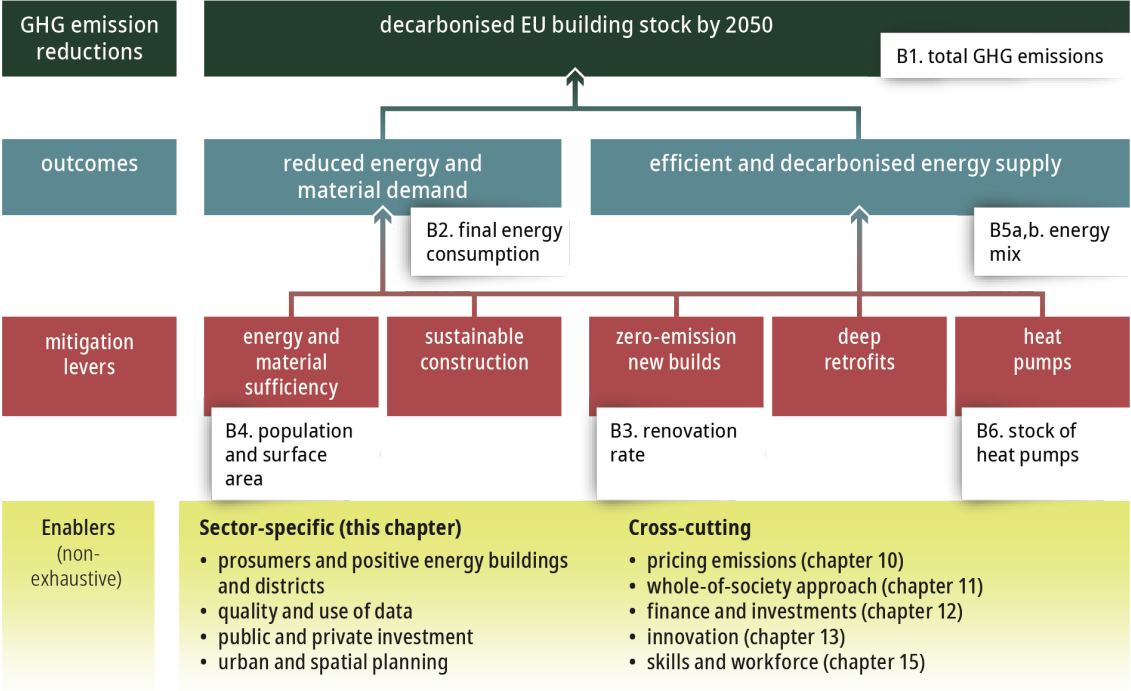 GHG emission
reductions
decarbonised EU building stock by 2050
B1. total GHG emissions
outcomes
reduced energy and
material demand
efficient and decarbonised energy supply
B2. final energy
consumption
B5a,b. energy
mix
mitigation
levers
energy and
material
sufficiency
sustainable
construction
zero-emission
new builds
deep
retrofits
heat
pumps
B4. population
and surface
area
B3. renovation
rate
B6. stock of
heat pumps
Enablers
(non-
exhaustive)
Sector-specific (this chapter)
• prosumers and positive energy buildings
and districts
• quality and use of data
• public and private investment
• urban and spatial planning
Cross-cutting
• pricing emissions (chapter 10)
• whole-of-society approach (chapter 11)
• finance and investments (chapter 12)
• innovation (chapter 13)
• skills and workforce (chapter 15)